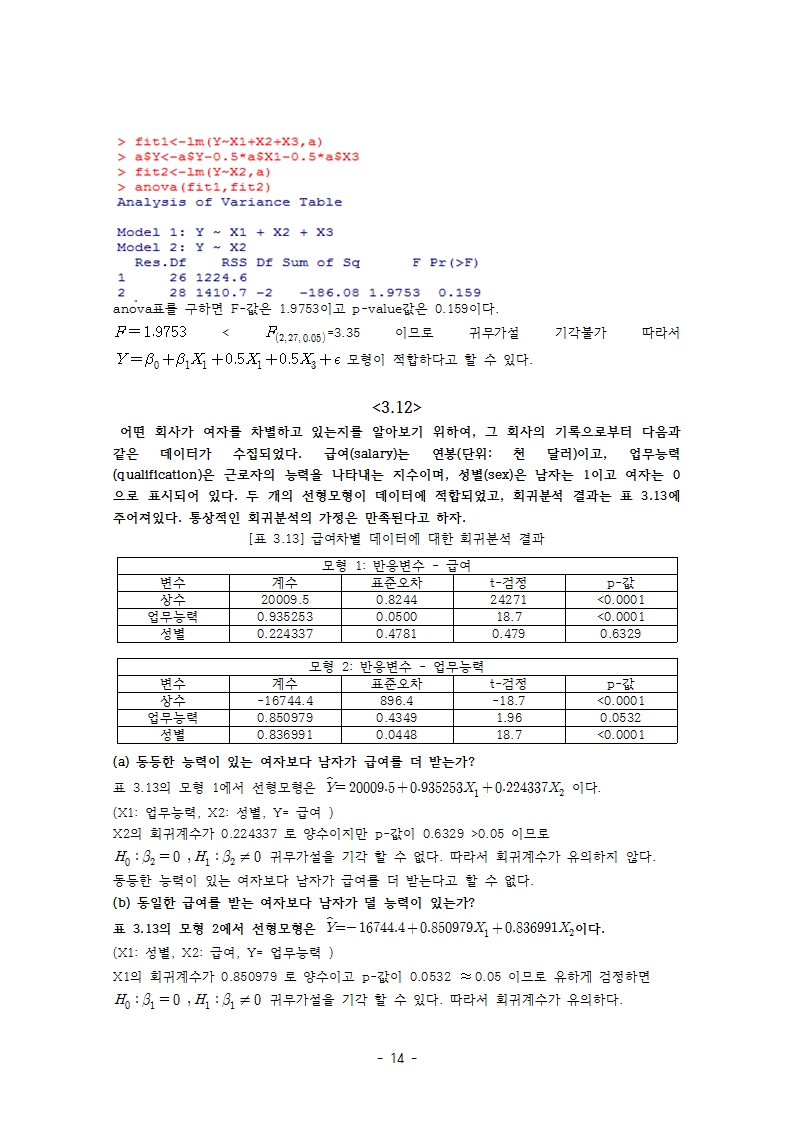 > fit1<-lm(Y~X1+X2+X3,a)
> a$Y<-a$Y-0.5*a$X1-0.5*a$X3
> fit2<-lm(Y~X2,a)
> anova(fit1,fit2)
Analysis of Variance Table
Model 1: Y ~ X1 + X2 + X3
Model 2: Y ~ X2
Res.Df RSS Df Sum of Sq F Pr(>F)
1 26 1224.6
2 28 1410.7 -2 -186.08 1.9753 0.159
anova표를 구하면 F-값은 1.9753이고 p-value값은 0.159이다.
F=1.9753 < F(2,27,0.05)=3.35 이므로 귀무가설 기각불가 따라서
Y=β0+β1X1+0.5X1+0.5X3+ϵ 모형이 적합하다고 할 수 있다.
<3.12>
어떤 회사가 여자를 차별하고 있는지를 알아보기 위하여, 그 회사의 기록으로부터 다음과
같은 데이터가 수집되었다. 급여(salary)는 연봉(단위: 천 달러)이고, 업무능력
(qualification)은 근로자의 능력을 나타내는 지수이며, 성별(sex)은 남자는 1이고 여자는 0
으로 표시되어 있다. 두 개의 선형모형이 데이터에 적합되었고, 회귀분석 결과는 표 3.13에
주어져있다. 통상적인 회귀분석의 가정은 만족된다고 하자.
[표 3.13] 급여차별 데이터에 대한 회귀분석 결과
모형 1: 반응변수 - 급여
변수 계수 표준오차 t-검정 p-값
상수 20009.5 0.8244 24271 <0.0001
업무능력 0.935253 0.0500 18.7 <0.0001
성별 0.224337 0.4781 0.479 0.6329
모형 2: 반응변수 - 업무능력
변수 계수 표준오차 t-검정 p-값
상수 -16744.4 896.4 -18.7 <0.0001
업무능력 0.850979 0.4349 1.96 0.0532
성별 0.836991 0.0448 18.7 <0.0001
(a) 동등한 능력이 있는 여자보다 남자가 급여를 더 받는가?
표 3.13의 모형 1에서 선형모형은 Ŷ=20009.5+0.935253X1+0.224337X2 이다.
(X1: 업무능력, X2: 성별, Y= 급여 )
X2의 회귀계수가 0.224337 로 양수이지만 p-값이 0.6329 >0.05 이므로
H0 : β2 = 0 , H1 : β2 ≠ 0 귀무가설을 기각 할 수 없다. 따라서 회귀계수가 유의하지 않다.
동등한 능력이 있는 여자보다 남자가 급여를 더 받는다고 할 수 없다.
(b) 동일한 급여를 받는 여자보다 남자가 덜 능력이 있는가?
표 3.13의 모형 2에서 선형모형은 Ŷ=-16744.4+0.850979X1+0.836991X2이다.
(X1: 성별, X2: 급여, Y= 업무능력 )
X1의 회귀계수가 0.850979 로 양수이고 p-값이 0.0532 ≈0.05 이므로 유하게 검정하면
H0 : β1 = 0 , H1 : β1 ≠ 0 귀무가설을 기각 할 수 있다. 따라서 회귀계수가 유의하다.
- 14 -